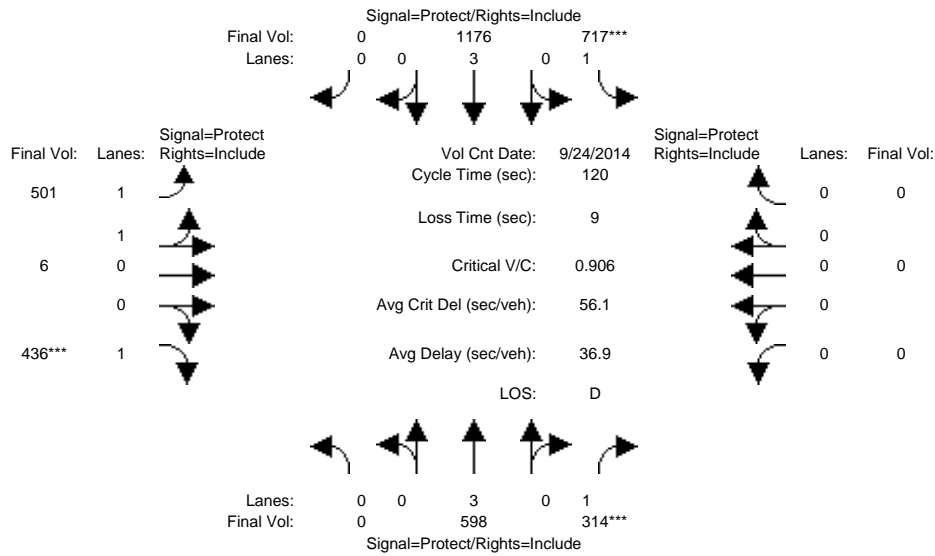 Signal=Protect/Rights=Include
Final Vol: 0 1176 717***
Lanes: 0 0 3 0 1
Signal=Protect Signal=Protect
Final Vol: Lanes: Rights=Include Vol Cnt Date: 9/24/2014 Rights=Include Lanes: Final Vol:
Cycle Time (sec): 120
501 1 0 0
Loss Time (sec): 9
1 0
6 0 Critical V/C: 0.906 0 0
0 Avg Crit Del (sec/veh): 56.1 0
436*** 1 Avg Delay (sec/veh): 36.9 0 0
LOS: D
Lanes: 0 0 3 0 1
Final Vol: 0 598 314***
Signal=Protect/Rights=Include